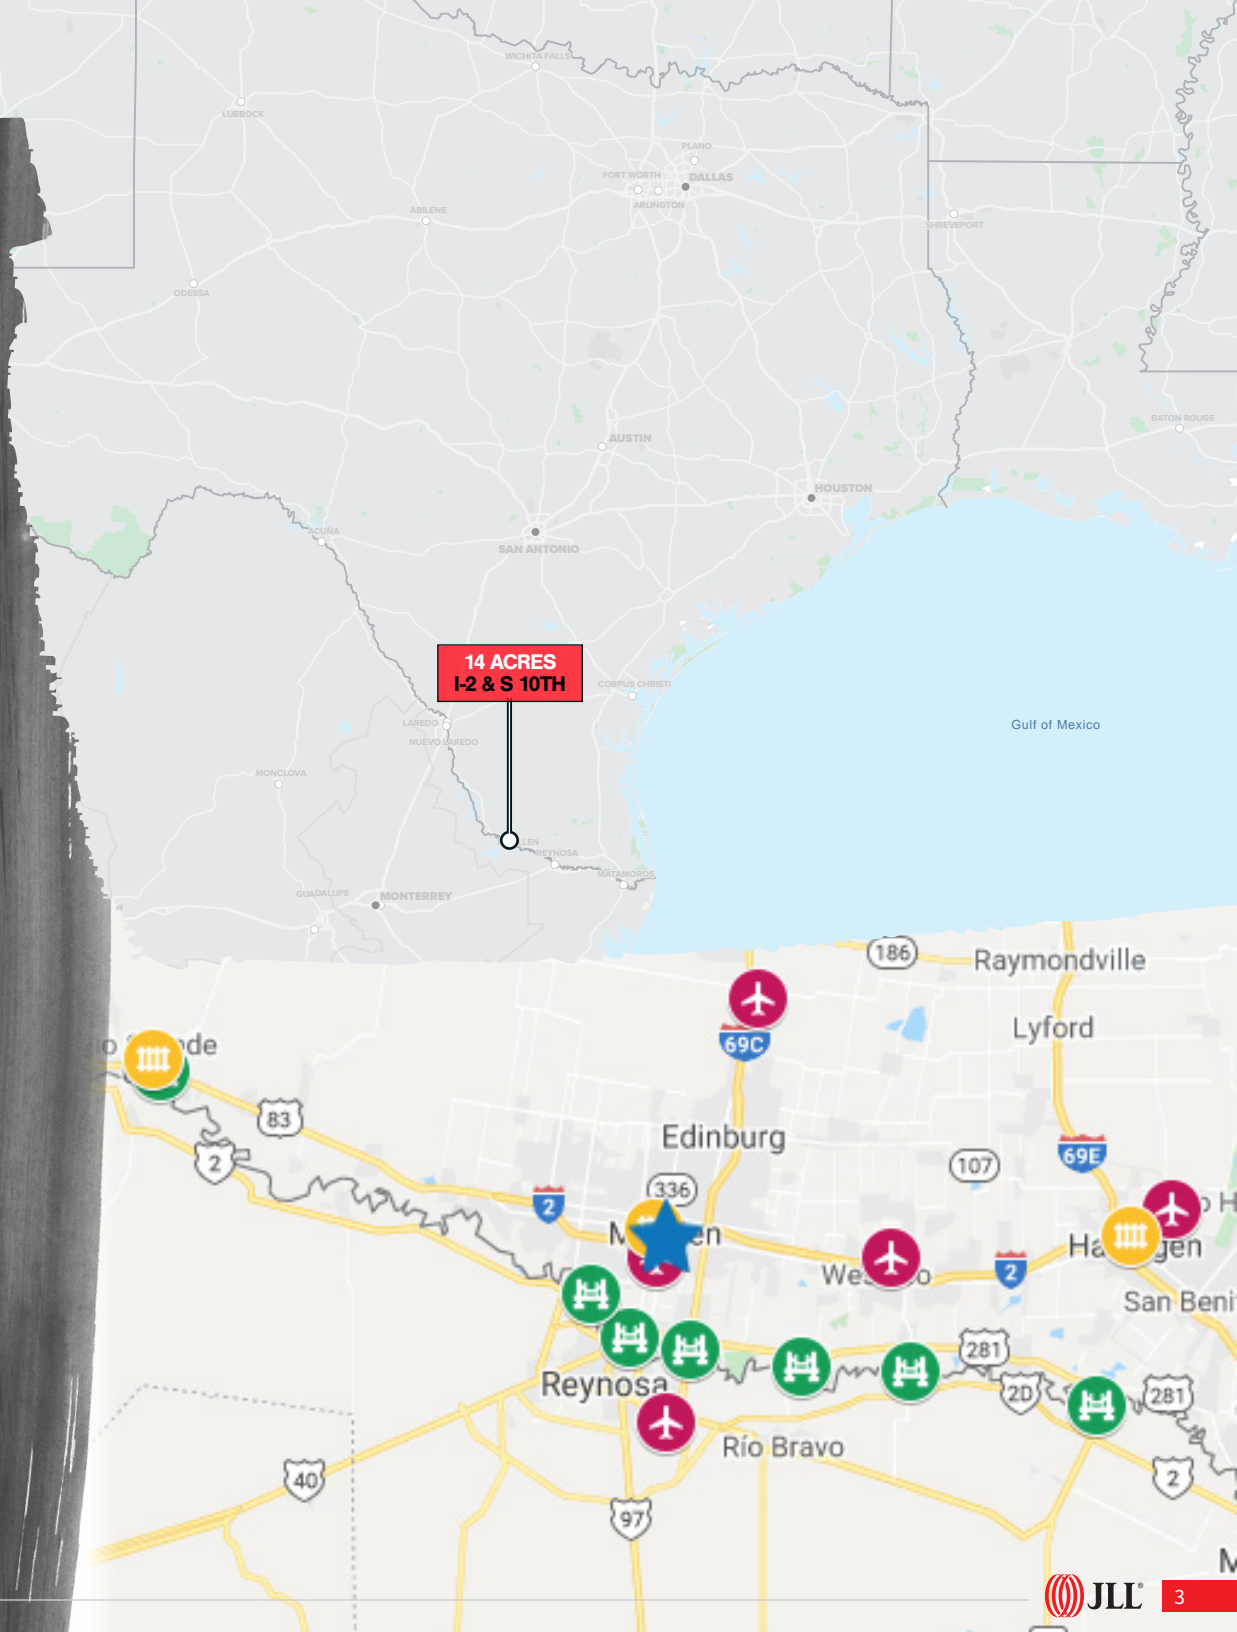 WICHITA FALLS
LUBBOCK
PLANO
FORT WORTH
DALLAS
ARLINGTON
ABILENE
SHREVEPORT
ODESSA
BATON ROUGE
AUSTIN
HOUSTON
ACUÑA
SAN ANTONIO
14 ACRES
I-2 & S 10TH
CORPUS CHRISTI
LAREDO
Gulf of Mexico
NUEVO LAREDO
MONCLOVA
LLEN
REYNOSA
MATAMOROS
GUADALUPE
MONTERREY
186
Raymondville
Lyford
69C
83
Edinburg
69E
2
107
336
2
2
San Beni
281
Reynosa
2D
281
Río Bravo
40
2
97
JLL
3